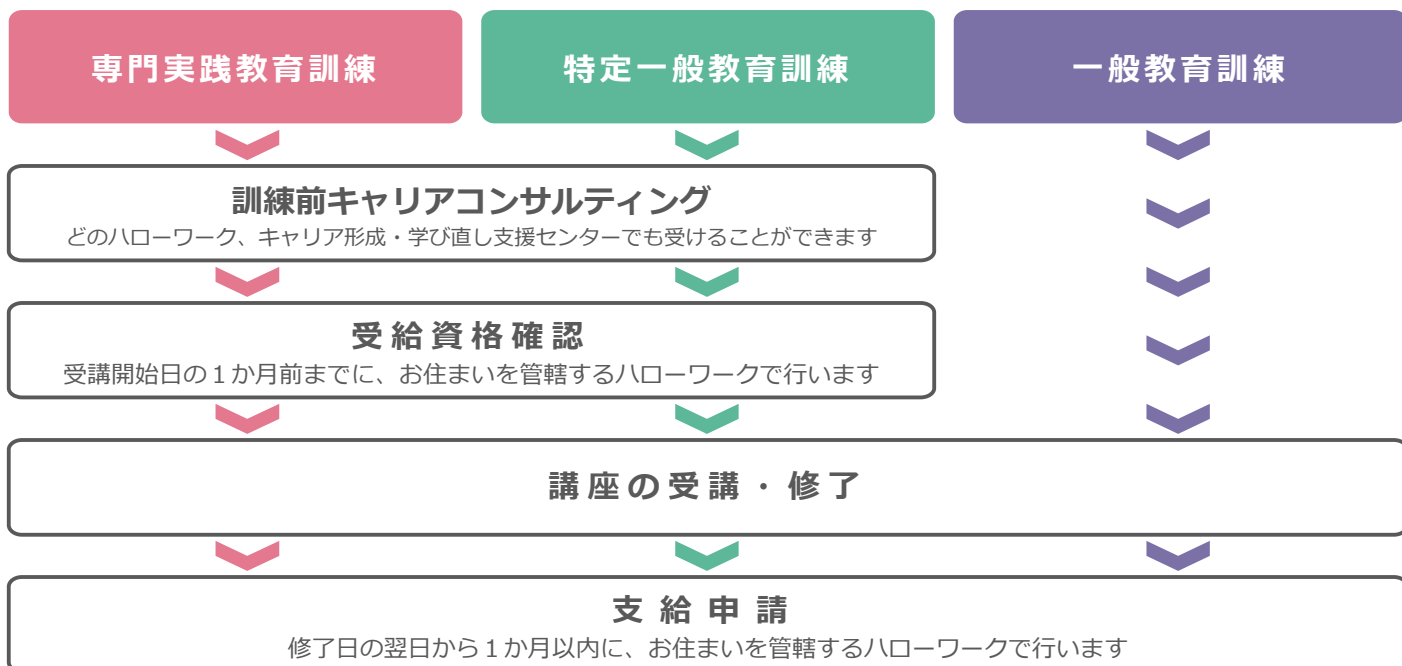 専門実践教育訓練
特定一般教育訓練
一般教育訓練
訓練前キャリアコンサルティング
どのハローワーク、キャリア形成・学び直し支援センターでも受けることができます
受給資格確認
受講開始日の１か月前までに、お住まいを管轄するハローワークで行います
講座の受講・修了
支給申請
修了日の翌日から１か月以内に、お住まいを管轄するハローワークで行います